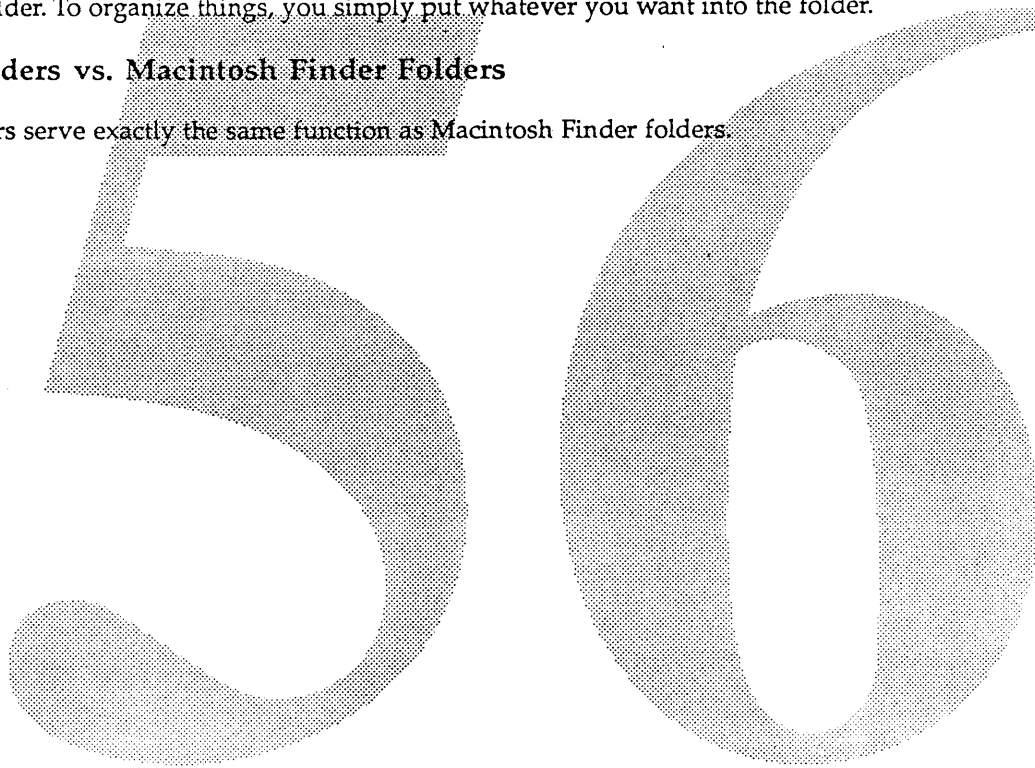 lder. To organize things, you simply put whatever you want into the folder.
ders vs. Macintosh Finder Folders
rs serve exactly the same function as Macintosh Finder folders.
56